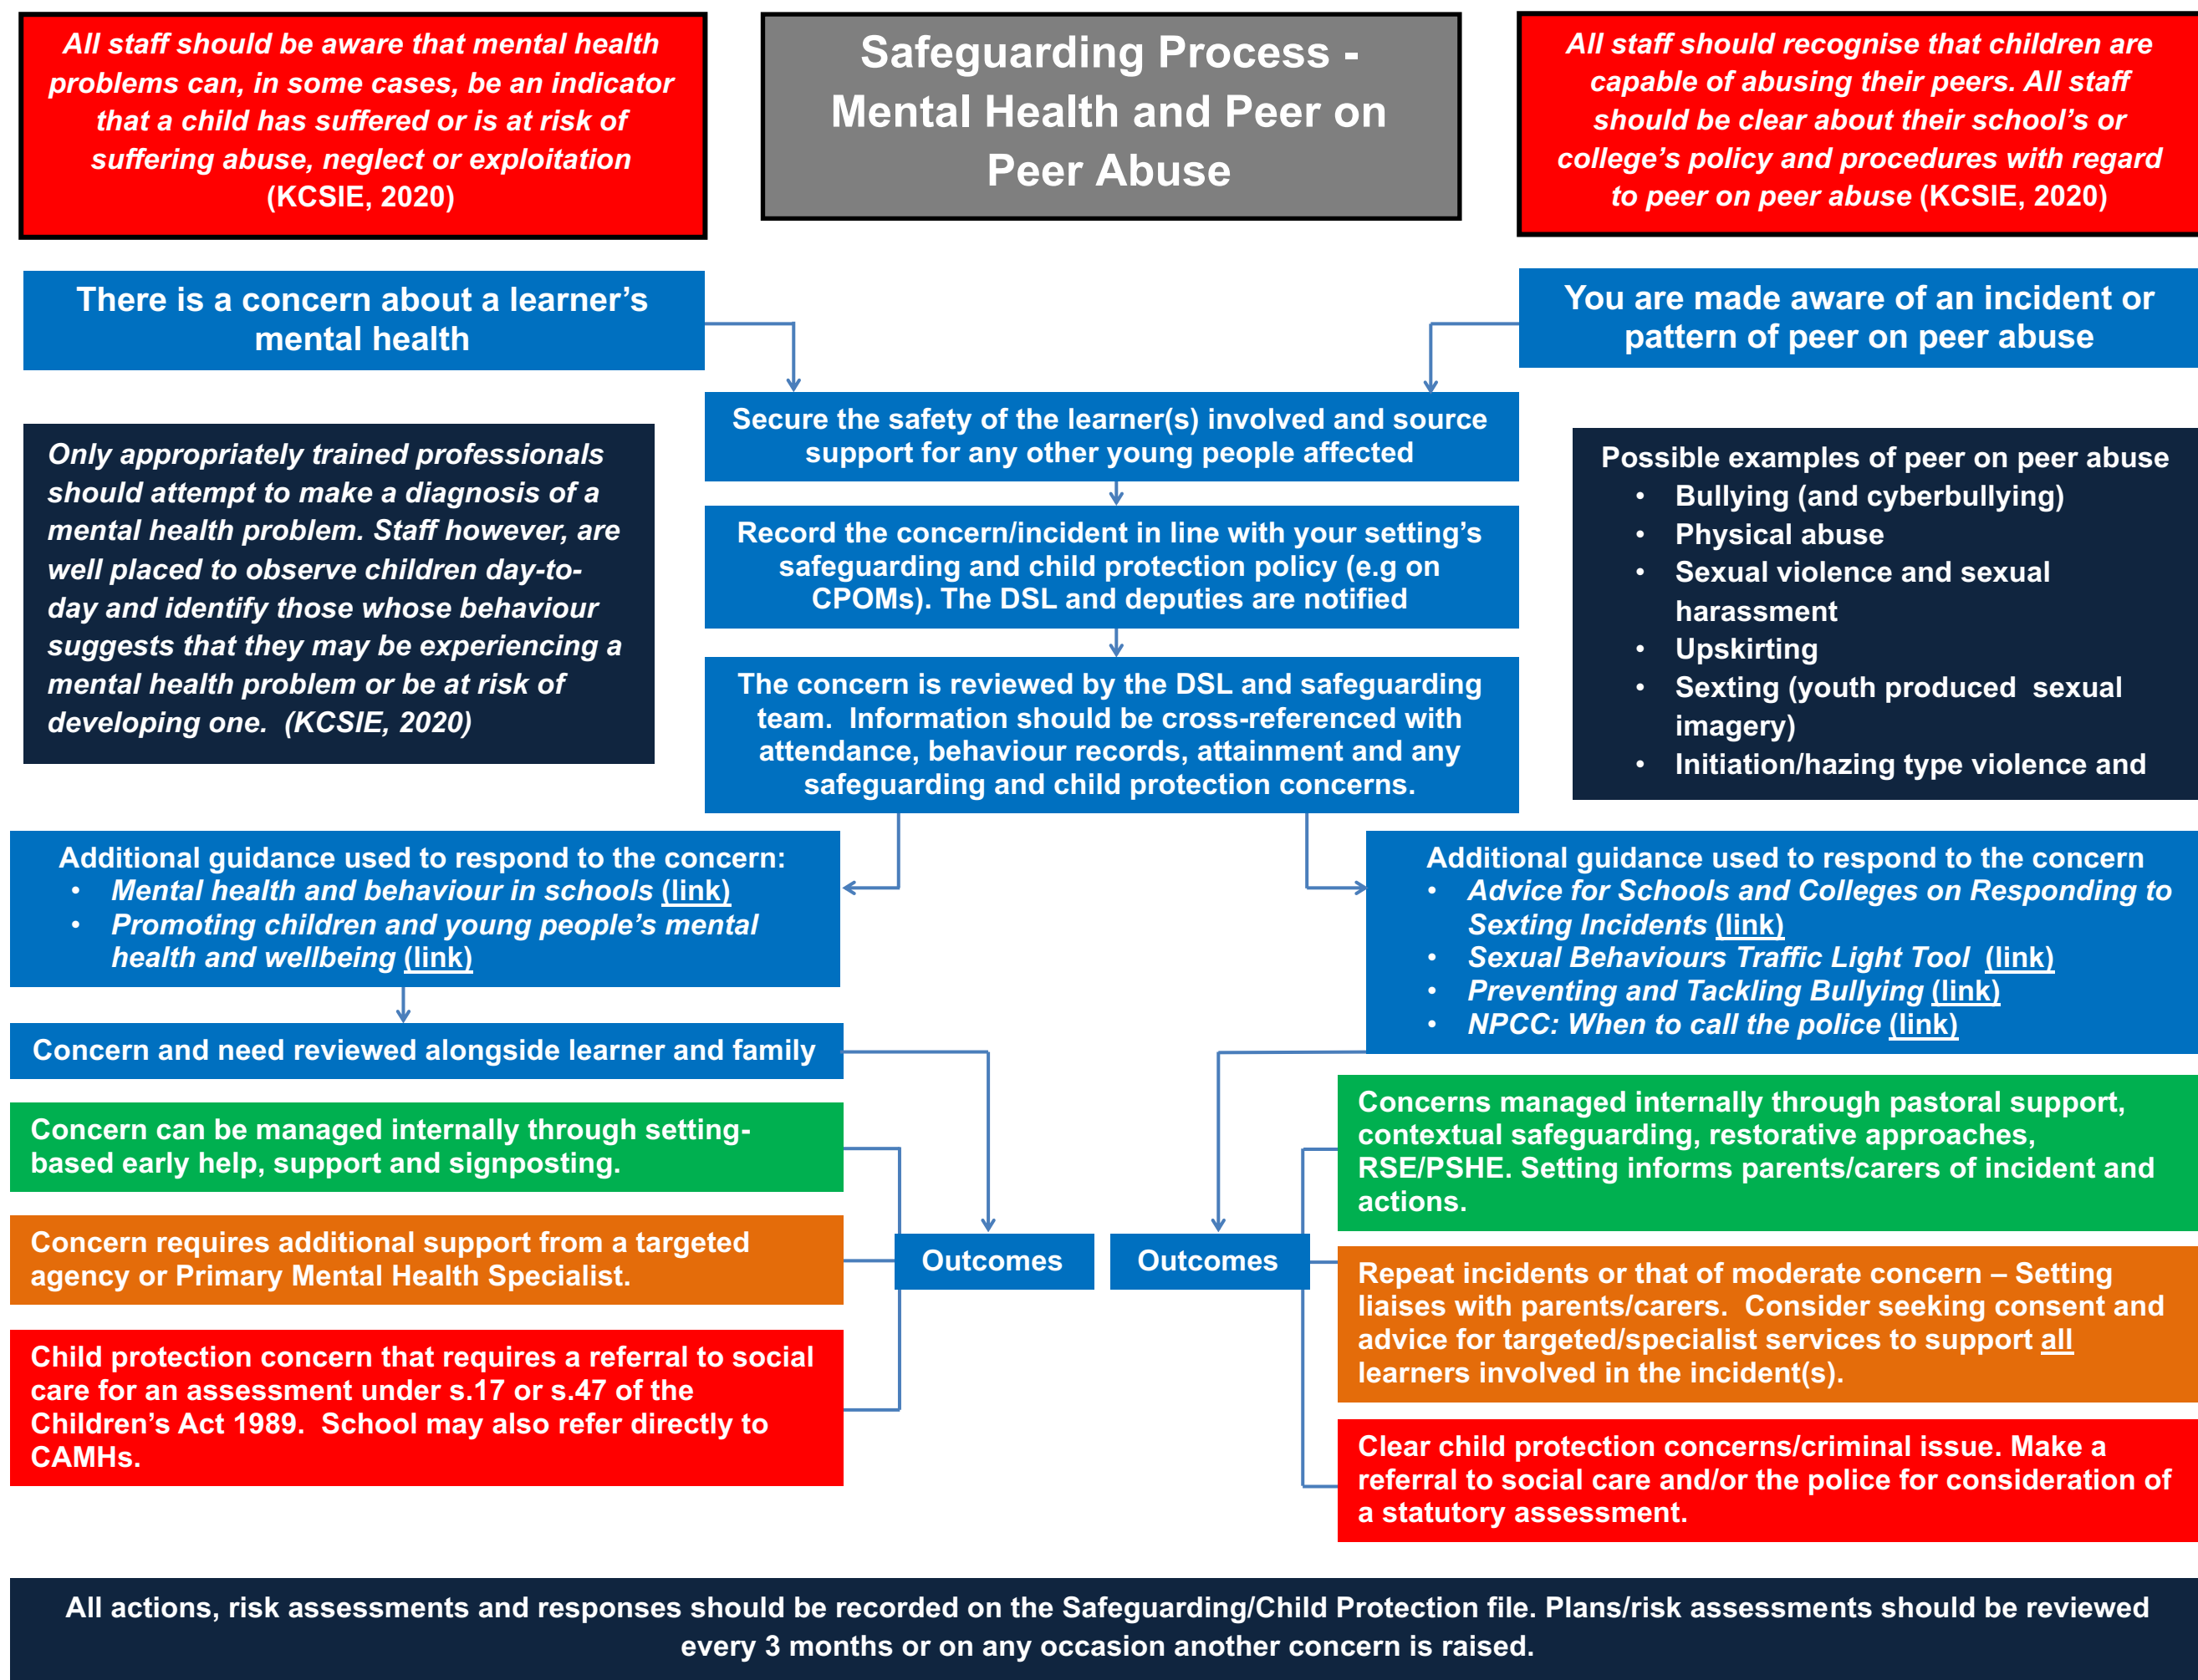 All staff should be aware that mental health
problems can, in some cases, be an indicator
that a child has suffered or is at risk of
suffering abuse, neglect or exploitation
(KCSIE, 2020)
Safeguarding Process -
Mental Health and Peer on
Peer Abuse
All staff should recognise that children are
capable of abusing their peers. All staff
should be clear about their school’s or
college’s policy and procedures with regard
to peer on peer abuse (KCSIE, 2020)
There is a concern about a learner’s
mental health
You are made aware of an incident or
pattern of peer on peer abuse
Secure the safety of the learner(s) involved and source
support for any other young people affected
Only appropriately trained professionals
should attempt to make a diagnosis of a
mental health problem. Staff however, are
well placed to observe children day-to-
day and identify those whose behaviour
suggests that they may be experiencing a
mental health problem or be at risk of
developing one.  (KCSIE, 2020)
Record the concern/incident in line with your setting’s
safeguarding and child protection policy (e.g on
CPOMs). The DSL and deputies are notified
The concern is reviewed by the DSL and safeguarding
team.  Information should be cross-referenced with
attendance, behaviour records, attainment and any
safeguarding and child protection concerns.
Possible examples of peer on peer abuse
• Bullying (and cyberbullying)
• Physical abuse
• Sexual violence and sexual
harassment
• Upskirting
• Sexting (youth produced  sexual
imagery)
• Initiation/hazing type violence and
Additional guidance used to respond to the concern:
• Mental health and behaviour in schools (link)
• Promoting children and young people’s mental
health and wellbeing (link)
Additional guidance used to respond to the concern
• Advice for Schools and Colleges on Responding to
Sexting Incidents (link)
• Sexual Behaviours Traffic Light Tool  (link)
• Preventing and Tackling Bullying (link)
• NPCC: When to call the police (link)
Concern and need reviewed alongside learner and family
Concern can be managed internally through setting-
based early help, support and signposting.
Concern requires additional support from a targeted
agency or Primary Mental Health Specialist.
Child protection concern that requires a referral to social
care for an assessment under s.17 or s.47 of the
Children’s Act 1989.  School may also refer directly to
CAMHs.
Outcomes
Outcomes
Concerns managed internally through pastoral support,
contextual safeguarding, restorative approaches,
RSE/PSHE. Setting informs parents/carers of incident and
actions.
Repeat incidents or that of moderate concern – Setting
liaises with parents/carers.  Consider seeking consent and
advice for targeted/specialist services to support all
learners involved in the incident(s).
Clear child protection concerns/criminal issue. Make a
referral to social care and/or the police for consideration of
a statutory assessment.
All actions, risk assessments and responses should be recorded on the Safeguarding/Child Protection file. Plans/risk assessments should be reviewed
every 3 months or on any occasion another concern is raised.